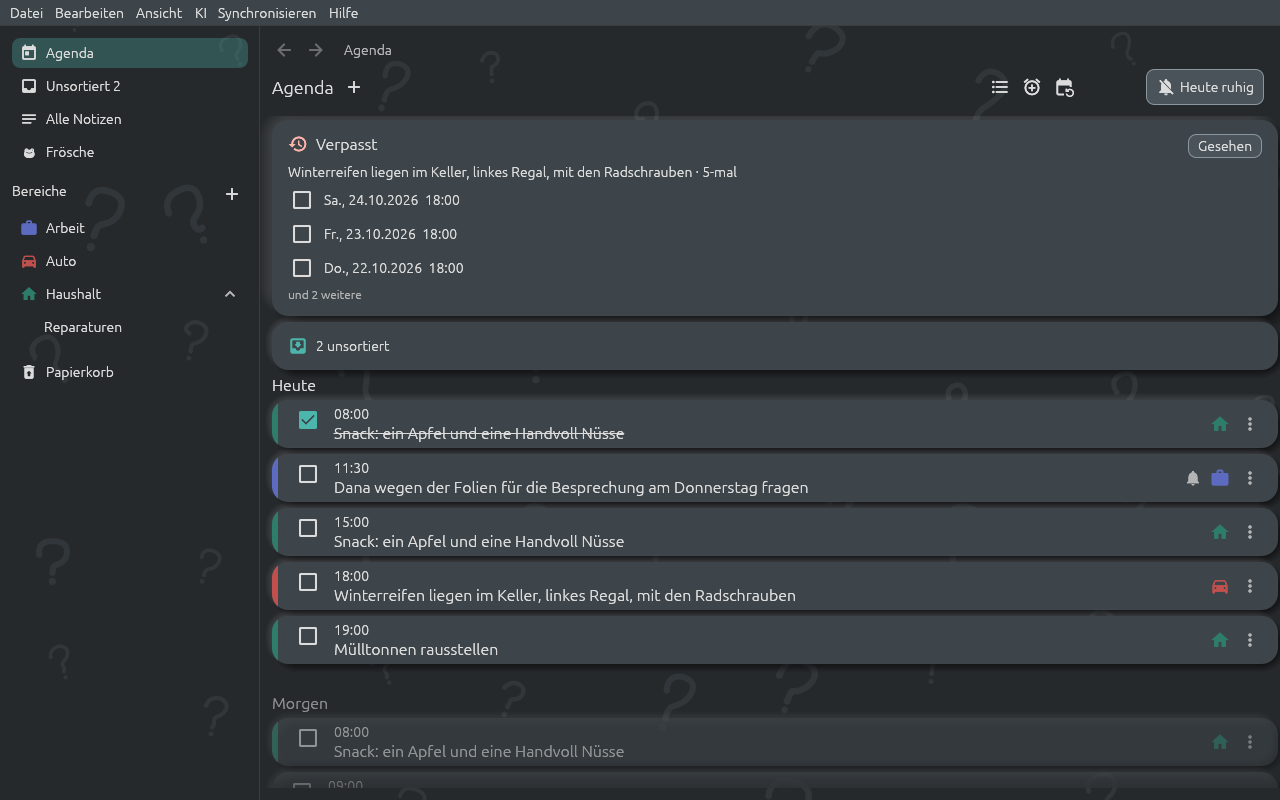 Datei Bearbeiten Ansicht KI Synchronisieren Hilfe
Agenda
Unsortiert 2
Alle Notizen
Frösche
Bereiche
Arbeit
Auto
Haushalt
Reparaturen
Papierkorb
Agenda
Agenda
Heute ruhig
Verpasst
Gesehen
Winterreifen liegen im Keller, linkes Regal, mit den Radschrauben · 5-mal
Sa., 24.10.2026 18:00
Fr., 23.10.2026 18:00
Do., 22.10.2026 18:00
und 2 weitere
2 unsortiert
Heute
08:00
Snack: ein Apfel und eine Handvoll Nüsse
11:30
Dana wegen der Folien für die Besprechung am Donnerstag fragen
15:00
Snack: ein Apfel und eine Handvoll Nüsse
18:00
Winterreifen liegen im Keller, linkes Regal, mit den Radschrauben
19:00
Mülltonnen rausstellen
Morgen
08:00
Snack: ein Apfel und eine Handvoll Nüsse
09:00